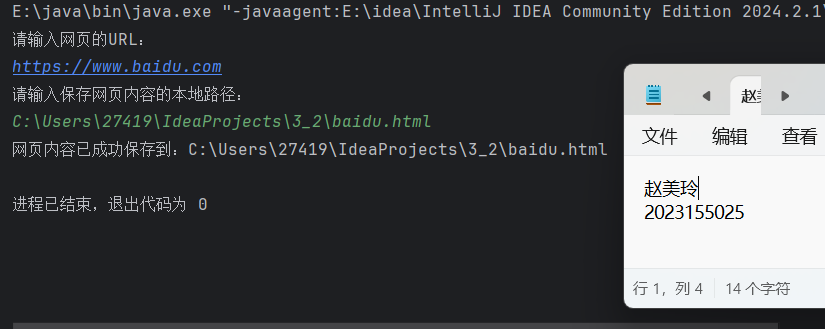 E:\java\bin\java.exe "-javaagent:E:\idea\IntelliJ IDEA Community Edition 2024.2.1\
请输入网页的URL：
https://www.baidu.com
请输入保存网页内容的本地路径：
C:\Users\27419\IdeaProjects\3_2\baidu.html
网页内容已成功保存到：C:\Users\27419\IdeaProjects\3_2\baidu.html
进程已结束，退出代码为 0
赵
文件 编辑 查看
赵美玲
2023155025
行 1，列 4 14 个字符